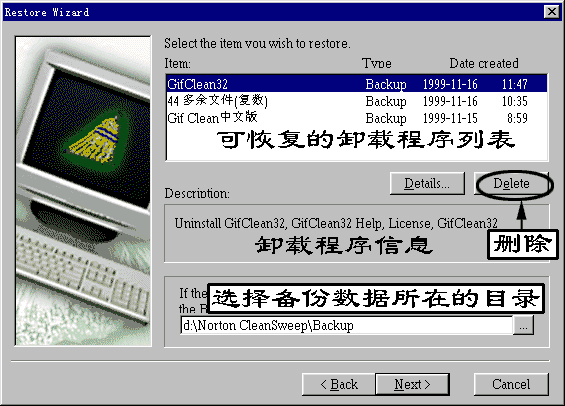 Restore Wizard
Select the item you wish to restore.
Item: Type Date created
GifClean32 Backup 1999-11-16 11:47
44 多余文件(复数) Backup 1999-11-16 10:35
Gif Clean中文版 Backup 1999-11-15 8:59
可恢复的卸载程序列表
Details... Delete
Description:
Uninstall GifClean32, GifClean32 Help, License, GifClean32
卸载程序信息
删除
If the
选择备份数据所在的目录
the B
d:\Norton CleanSweep\Backup ...
< Back Next > Cancel